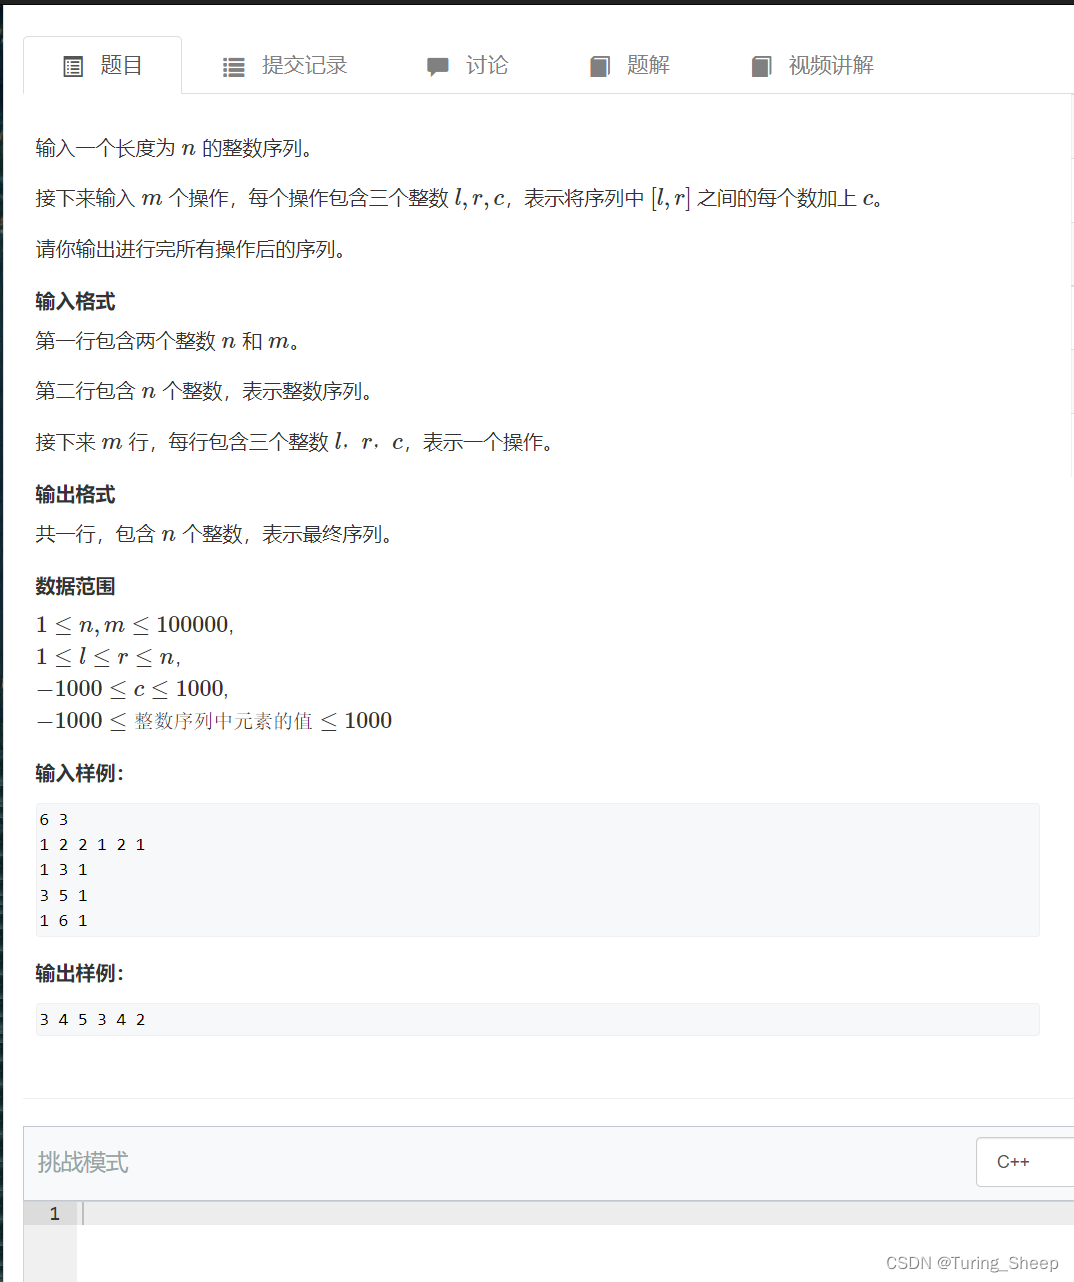 题目 提交记录 讨论 题解 视频讲解
输入一个长度为 n 的整数序列。
接下来输入 m 个操作，每个操作包含三个整数 l, r, c，表示将序列中 [l, r] 之间的每个数加上 c。
请你输出进行完所有操作后的序列。
输入格式
第一行包含两个整数 n 和 m。
第二行包含 n 个整数，表示整数序列。
接下来 m 行，每行包含三个整数 l，r，c，表示一个操作。
输出格式
共一行，包含 n 个整数，表示最终序列。
数据范围
1 ≤ n, m ≤ 100000,
1 ≤ l ≤ r ≤ n,
−1000 ≤ c ≤ 1000,
−1000 ≤ 整数序列中元素的值 ≤ 1000
输入样例：
6 3
1 2 2 1 2 1
1 3 1
3 5 1
1 6 1
输出样例：
3 4 5 3 4 2
挑战模式 C++
1
CSDN @Turing_Sheep